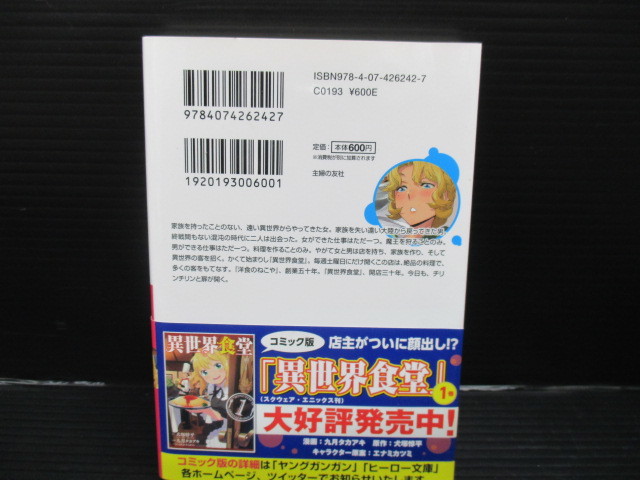 ISBN978-4-07-426242-7
C0193 ¥600E
9784074262427
定価：本体600円
※消費税が別に加算されます
主婦の友社
1920193006001
家族を持ったことのない、遠い異世界からやってきた女。家族を失い遠い大陸から帰ってきた男。
終戦間もない混沌の時代に二人は出会った。女ができた仕事はただ一つ。魔王を狩ることのみ。
男ができる仕事はただ一つ。料理を作ることのみ。やがて女と男は店を持ち、家族を作り、そして
異世界の客を招く。かくて始まりし「異世界食堂」。毎週土曜日にだけ開くこの店は、絶品の料理で、
多くの客をもてなす。「洋食のねこや」、創業五十年。「異世界食堂」、開店三十年。今日も、チリ
ンチリンと扉が開く。
異世界食堂
1
コミック版
店主がついに顔出し!?
「異世界食堂」1巻
(スクウェア・エニックス刊)
大好評発売中!
漫画：九月タカアキ 原作：犬塚惇平
キャラクター原案：エナミカツミ
コミック版の詳細は「ヤングガンガン」「ヒーロー文庫」
各ホームページ、ツイッターでお知らせいたします